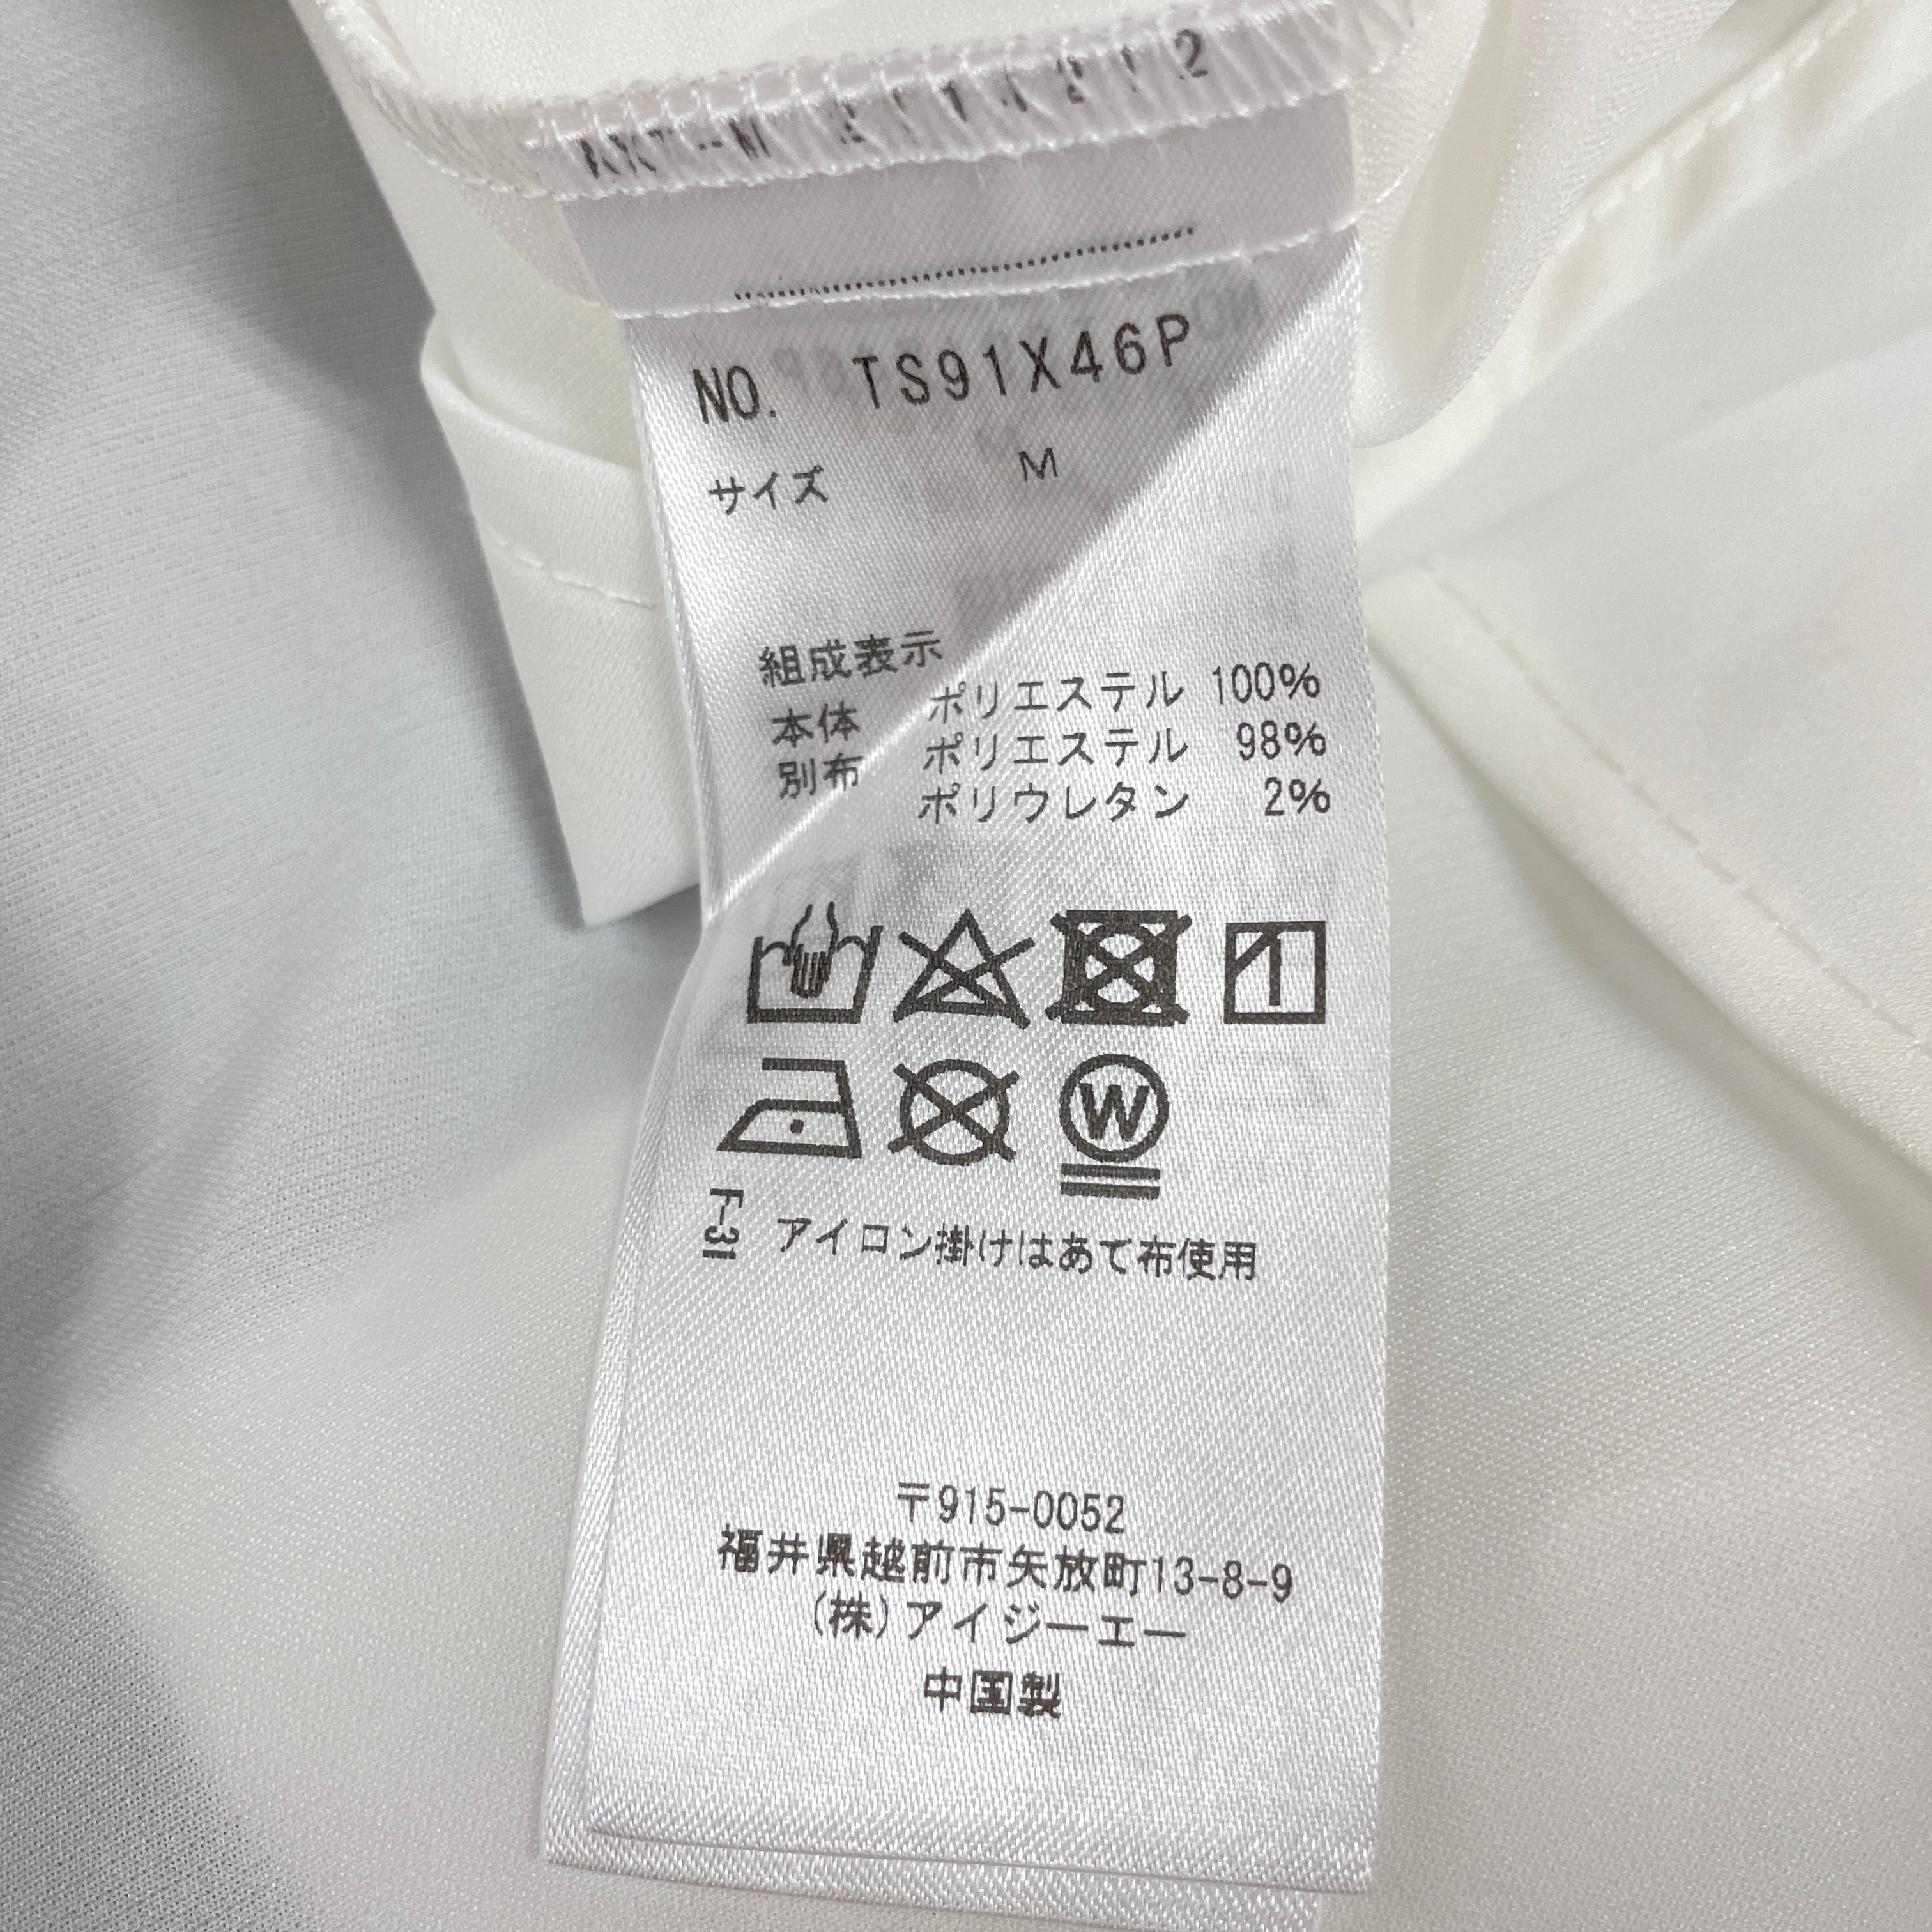 NO. TS91X46P
サイズ M
組成表示
本体 ポリエステル 100%
別布 ポリエステル 98%
ポリウレタン 2%
W
F-31
アイロン掛けはあて布使用
〒915-0052
福井県越前市矢放町13-8-9
(株)アイジーエー
中国製